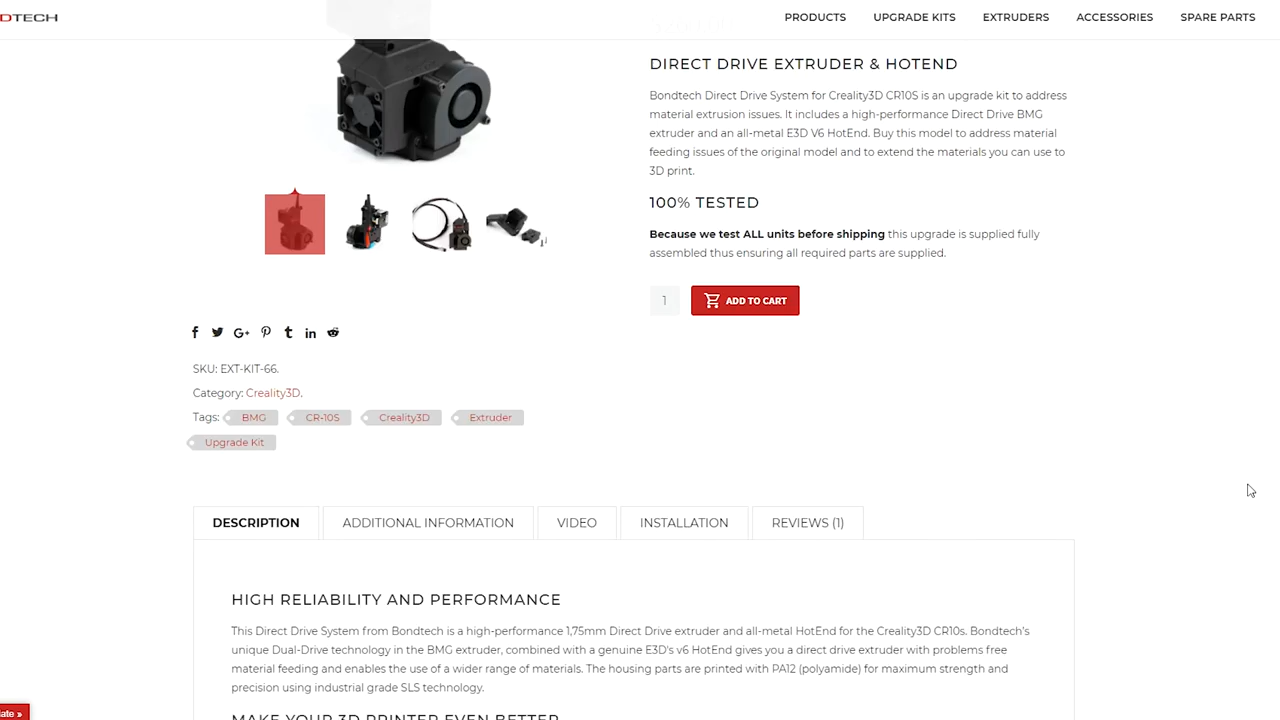 DTECH
PRODUCTS UPGRADE KITS EXTRUDERS ACCESSORIES SPARE PARTS
DIRECT DRIVE EXTRUDER & HOTEND
Bondtech Direct Drive System for Creality3D CR10S is an upgrade kit to address
material extrusion issues. It includes a high-performance Direct Drive BMG
extruder and an all-metal E3D V6 HotEnd. Buy this model to address material
feeding issues of the original model and to extend the materials you can use to
3D print.
100% TESTED
Because we test ALL units before shipping this upgrade is supplied fully
assembled thus ensuring all required parts are supplied.
1 ADD TO CART
SKU: EXT-KIT-66.
Category: Creality3D.
Tags: BMG CR-10S Creality3D Extruder
Upgrade Kit
DESCRIPTION ADDITIONAL INFORMATION VIDEO INSTALLATION REVIEWS (1)
HIGH RELIABILITY AND PERFORMANCE
This Direct Drive System from Bondtech is a high-performance 1,75mm Direct Drive extruder and all-metal HotEnd for the Creality3D CR10s. Bondtech's
unique Dual-Drive technology in the BMG extruder, combined with a genuine E3D's v6 HotEnd gives you a direct drive extruder with problems free
material feeding and enables the use of a wider range of materials. The housing parts are printed with PA12 (polyamide) for maximum strength and
precision using industrial grade SLS technology.
MAKE YOUR 3D PRINTER EVEN BETTER
late »